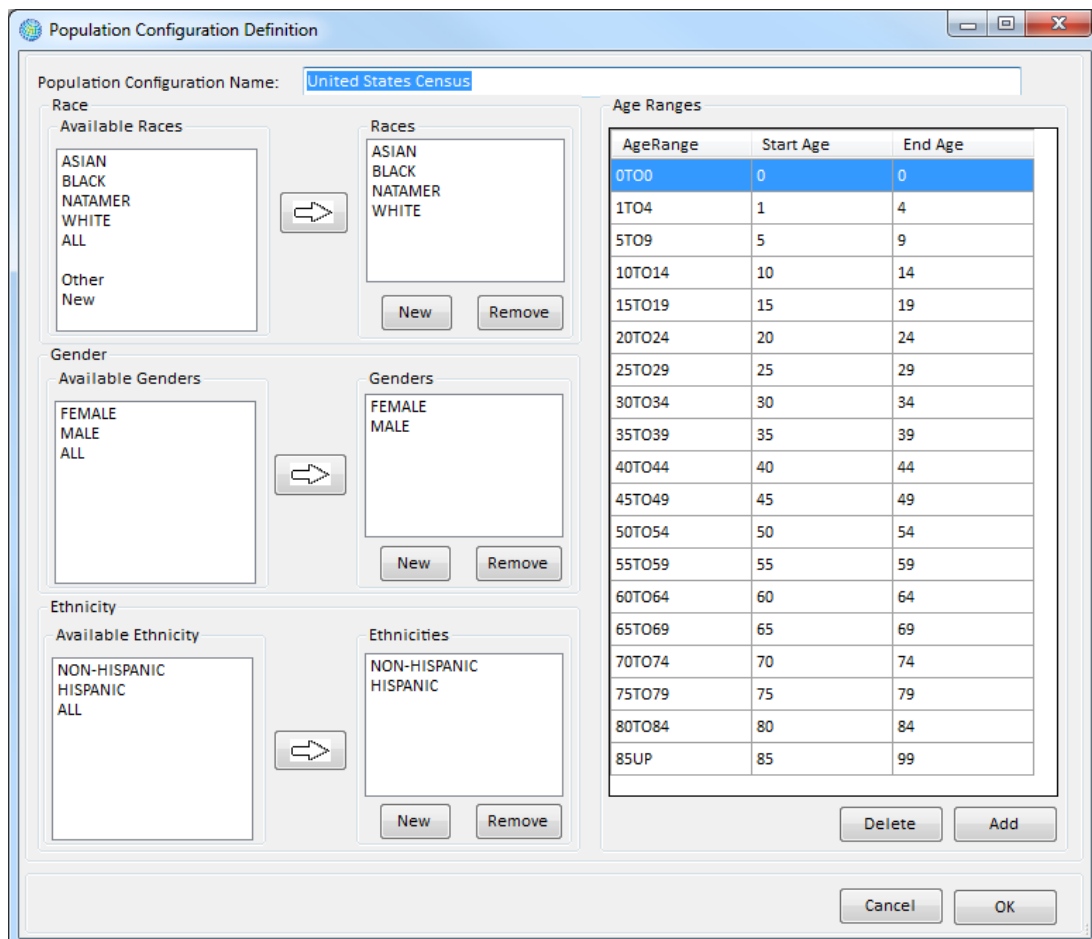 Population Configuration Definition
Population Configuration Name: United States Census
Race
Available Races
ASIAN
BLACK
NATAMER
WHITE
ALL
Other
New
Races
ASIAN
BLACK
NATAMER
WHITE
New Remove
Gender
Available Genders
FEMALE
MALE
ALL
Genders
FEMALE
MALE
New Remove
Ethnicity
Available Ethnicity
NON-HISPANIC
HISPANIC
ALL
Ethnicities
NON-HISPANIC
HISPANIC
New Remove
Age Ranges
AgeRange Start Age End Age
0TO0 0 0
1TO4 1 4
5TO9 5 9
10TO14 10 14
15TO19 15 19
20TO24 20 24
25TO29 25 29
30TO34 30 34
35TO39 35 39
40TO44 40 44
45TO49 45 49
50TO54 50 54
55TO59 55 59
60TO64 60 64
65TO69 65 69
70TO74 70 74
75TO79 75 79
80TO84 80 84
85UP 85 99
Delete Add
Cancel OK